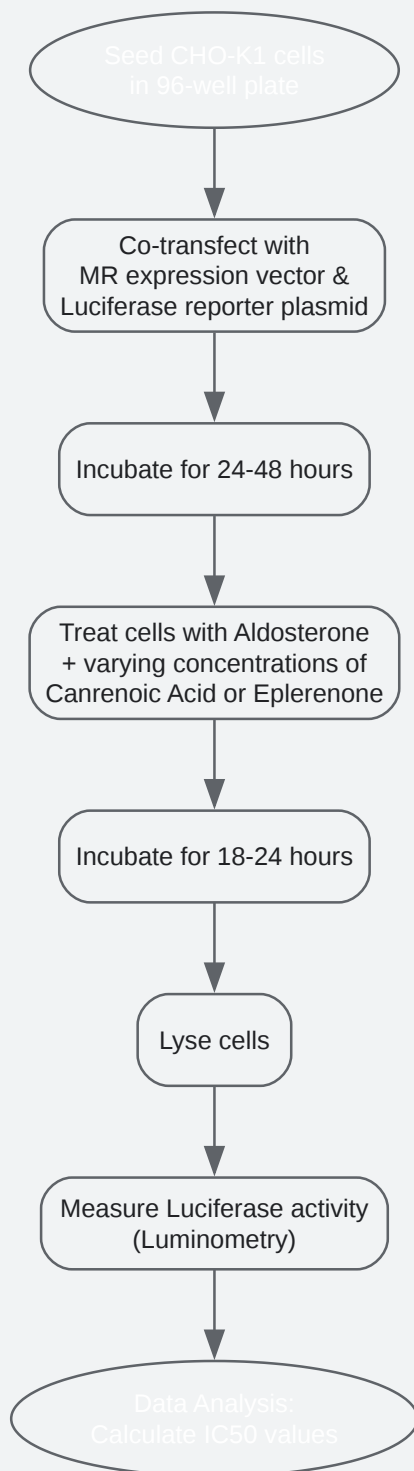 Seed CHO-K1 cells
in 96-well plate
Co-transfect with
MR expression vector &
Luciferase reporter plasmid
Incubate for 24-48 hours
Treat cells with Aldosterone
+ varying concentrations of
Canrenoic Acid or Eplerenone
Incubate for 18-24 hours
Lyse cells
Measure Luciferase activity
(Luminometry)
Data Analysis:
Calculate IC50 values